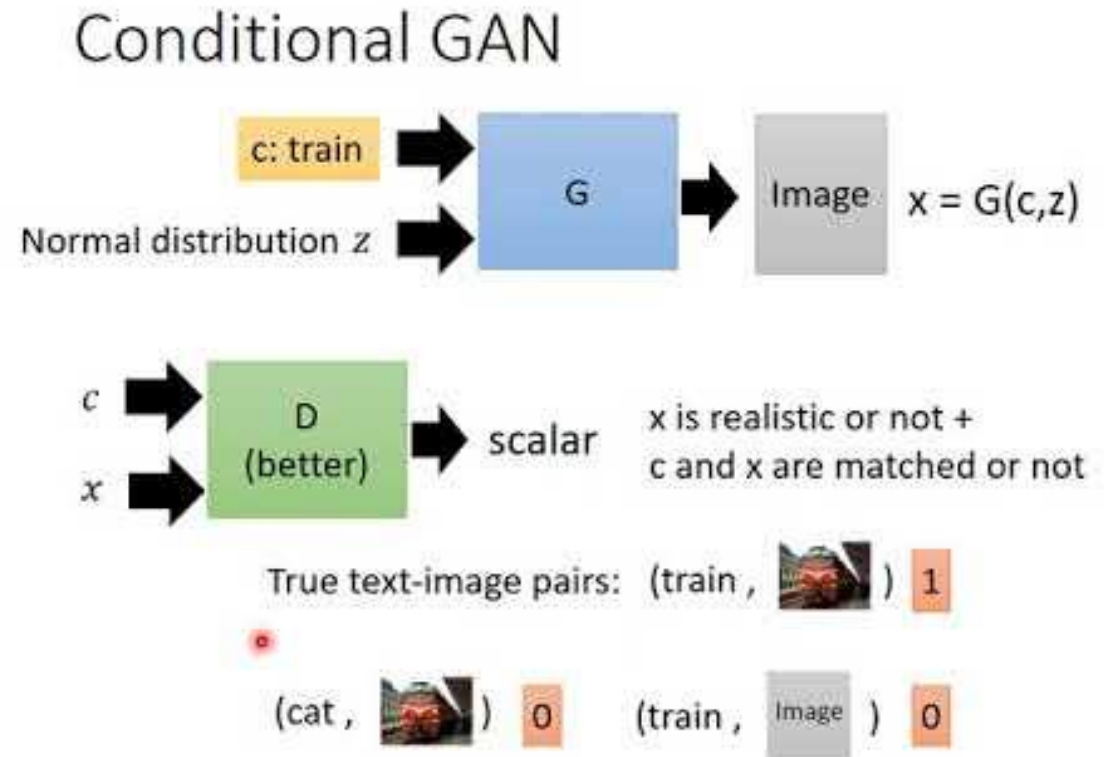 Conditional GAN
c: train
G
Image
x = G(c,z)
Normal distribution z
c
D
(better)
scalar
x is realistic or not +
c and x are matched or not
x
True text-image pairs: (train , ) 1
(cat , ) 0 (train , Image ) 0